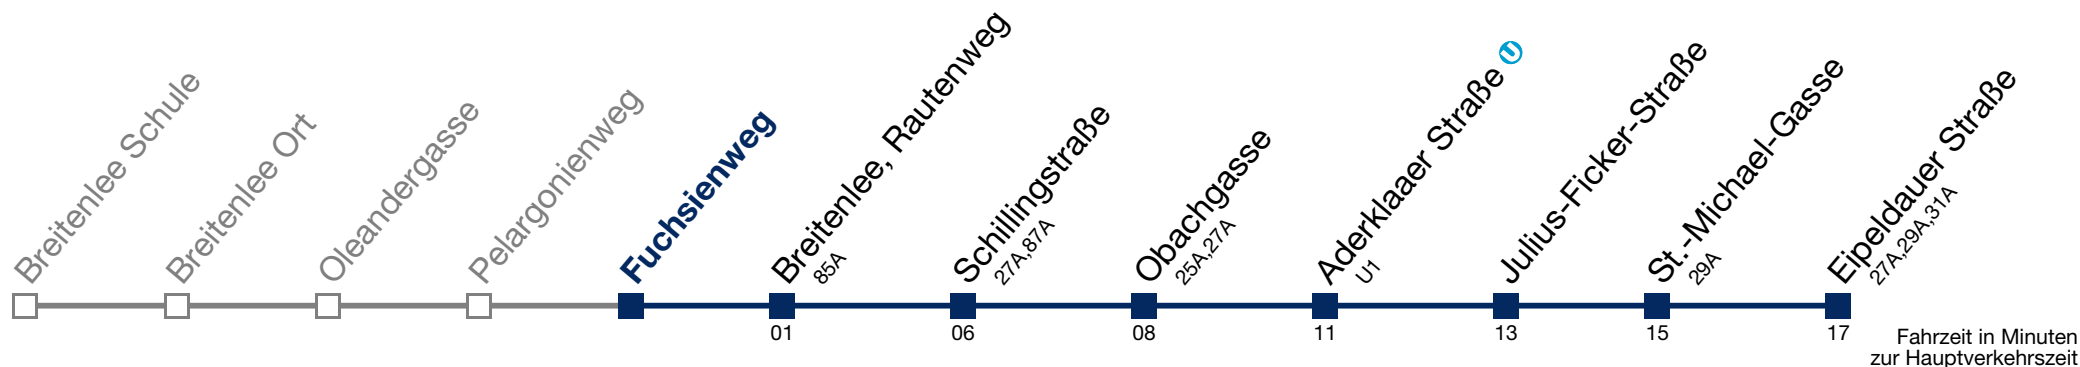 Breitenlee Schule
Breitenlee Ort
Oleandergasse
Pelargonienweg
Fuchsienweg
Breitenlee, Rautenweg
85A
Schillingstraße
27A,87A
Obachgasse
25A,27A
Aderklaaer Straße U
U1
Julius-Ficker-Straße
St.-Michael-Gasse
29A
Eipeldauer Straße
27A,29A,31A
01
06
08
11
13
15
17
Fahrzeit in Minuten
zur Hauptverkehrszeit